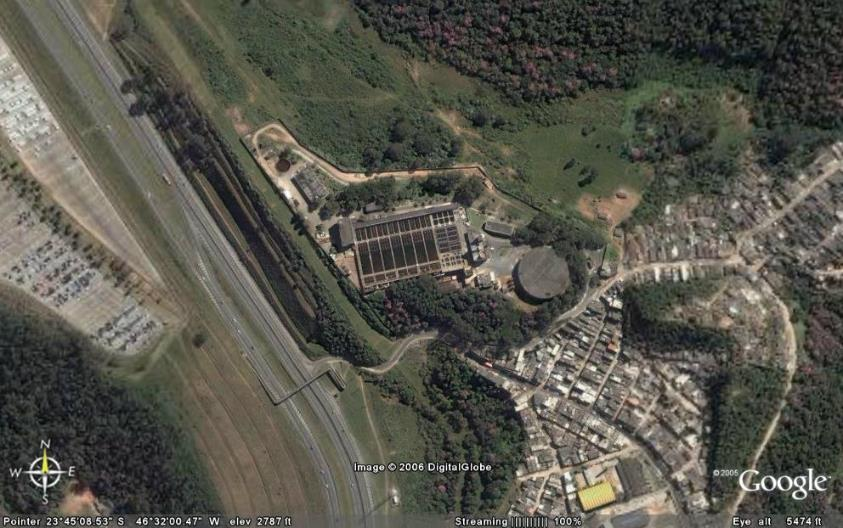 N
W E
S
Image © 2006 DigitalGlobe
© 2005 Google™
Pointer 23°45'08.53" S 46°32'00.47" W elev 2787 ft Streaming |||||||||| 100% Eye alt 5474 ft